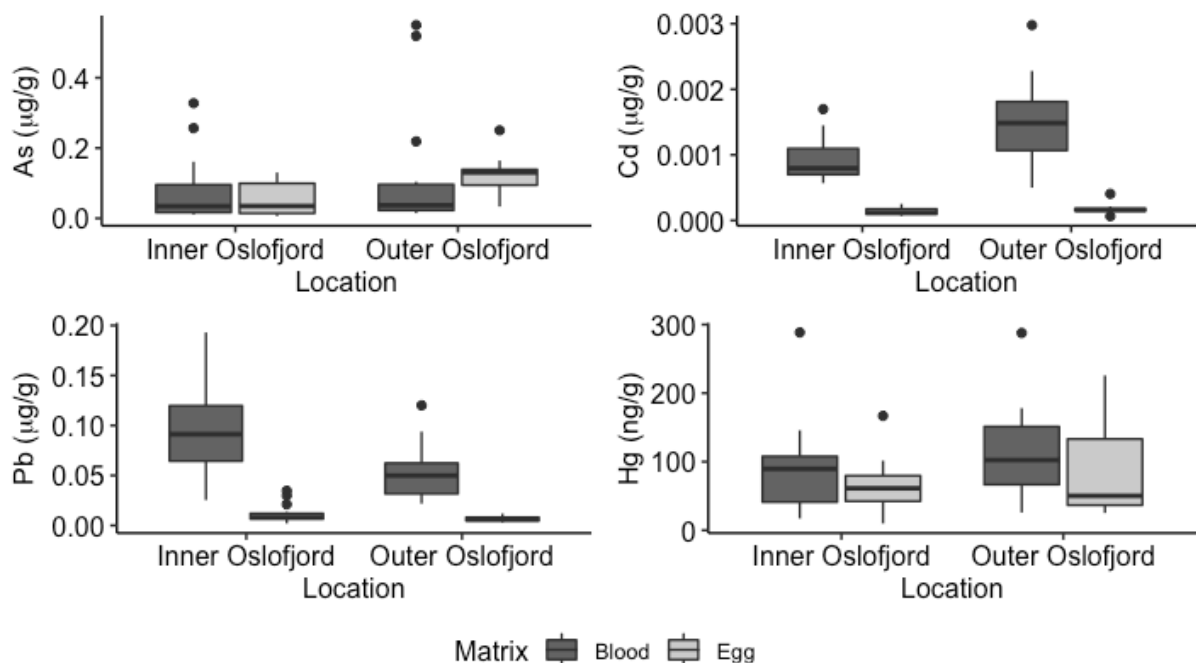 As (μg/g)
0.4
0.2
0.0
Inner Oslofjord Outer Oslofjord
Location
Cd (μg/g)
0.003
0.002
0.001
0.000
Inner Oslofjord Outer Oslofjord
Location
Pb (μg/g)
0.20
0.15
0.10
0.05
0.00
Inner Oslofjord Outer Oslofjord
Location
Hg (ng/g)
300
200
100
0
Inner Oslofjord Outer Oslofjord
Location
Matrix Blood Egg